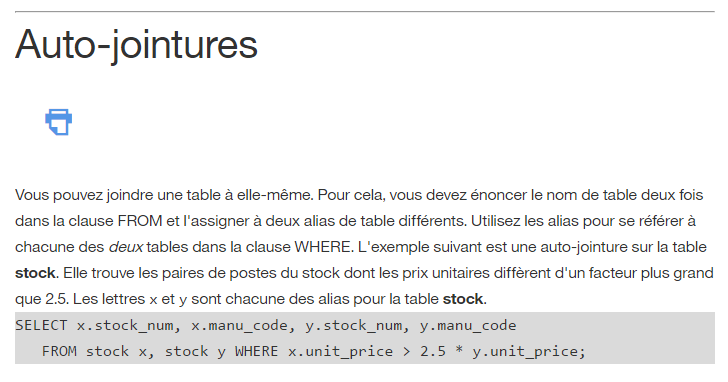 Auto-jointures
Vous pouvez joindre une table à elle-même. Pour cela, vous devez énoncer le nom de table deux fois
dans la clause FROM et l'assigner à deux alias de table différents. Utilisez les alias pour se référer à
chacune des deux tables dans la clause WHERE. L'exemple suivant est une auto-jointure sur la table
stock. Elle trouve les paires de postes du stock dont les prix unitaires diffèrent d'un facteur plus grand
que 2.5. Les lettres x et y sont chacune des alias pour la table stock.
SELECT x.stock_num, x.manu_code, y.stock_num, y.manu_code
   FROM stock x, stock y WHERE x.unit_price > 2.5 * y.unit_price;